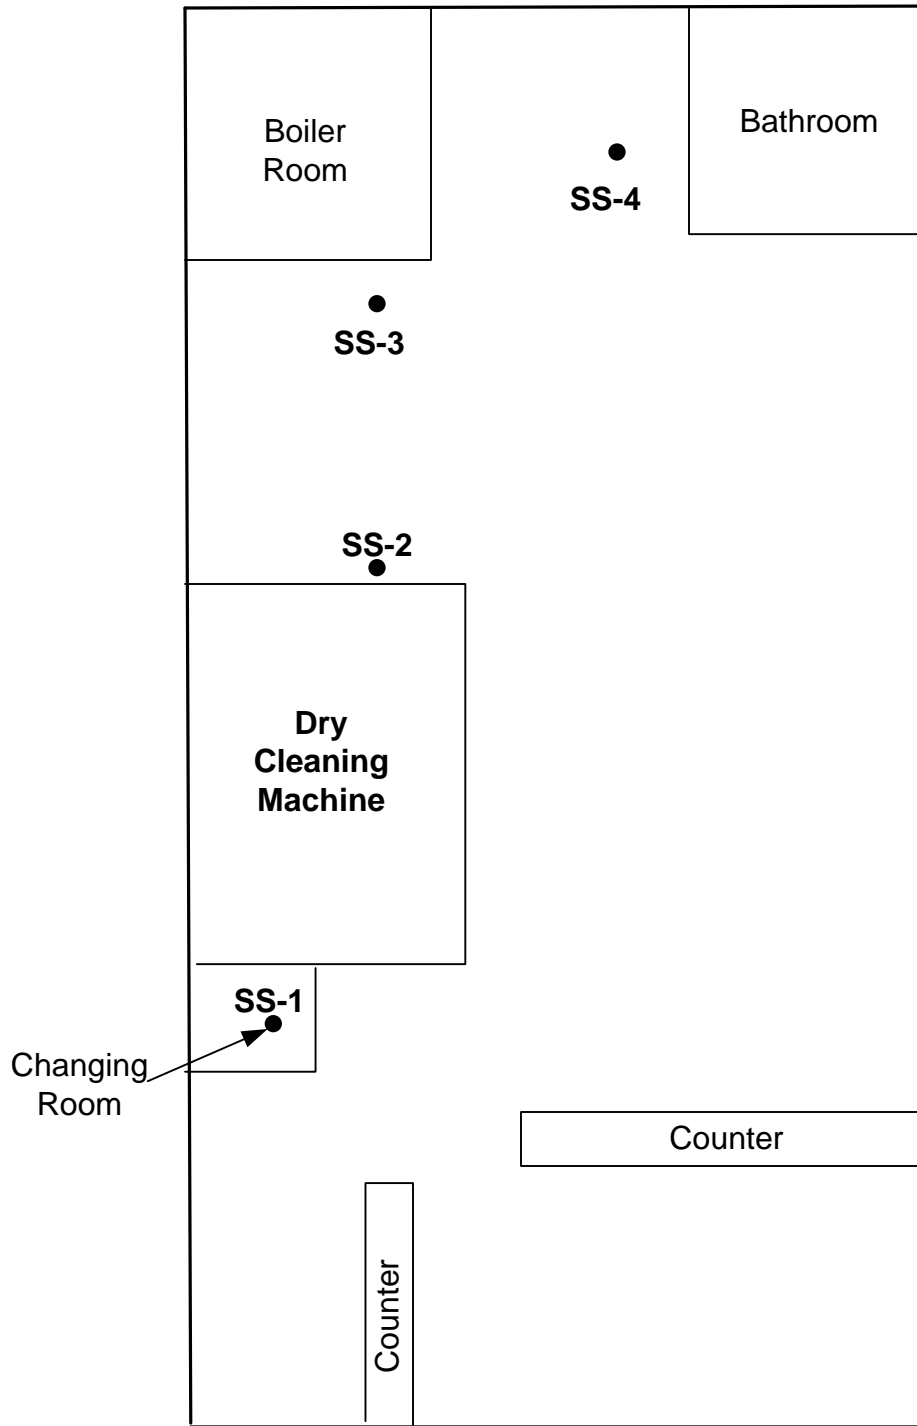 Boiler
Room
Bathroom
SS-4
SS-3
SS-2
Dry
Cleaning
Machine
SS-1
Changing
Room
Counter
Counter